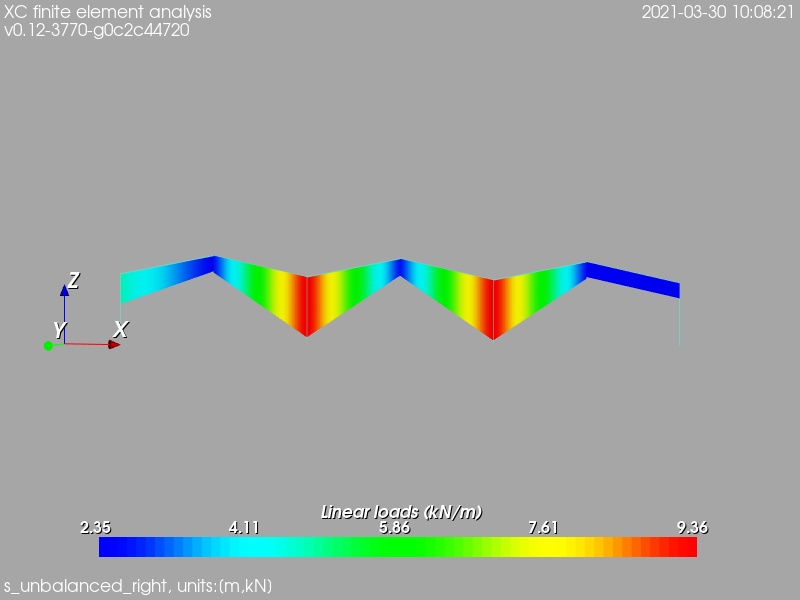 XC finite element analysis
2021-03-30 10:08:21
v0.12-3770-g0c2c44720
Z
Y
X
Linear loads (kN/m)
2.35 4.11 5.86 7.61 9.36
s_unbalanced_right, units:[m,kN]